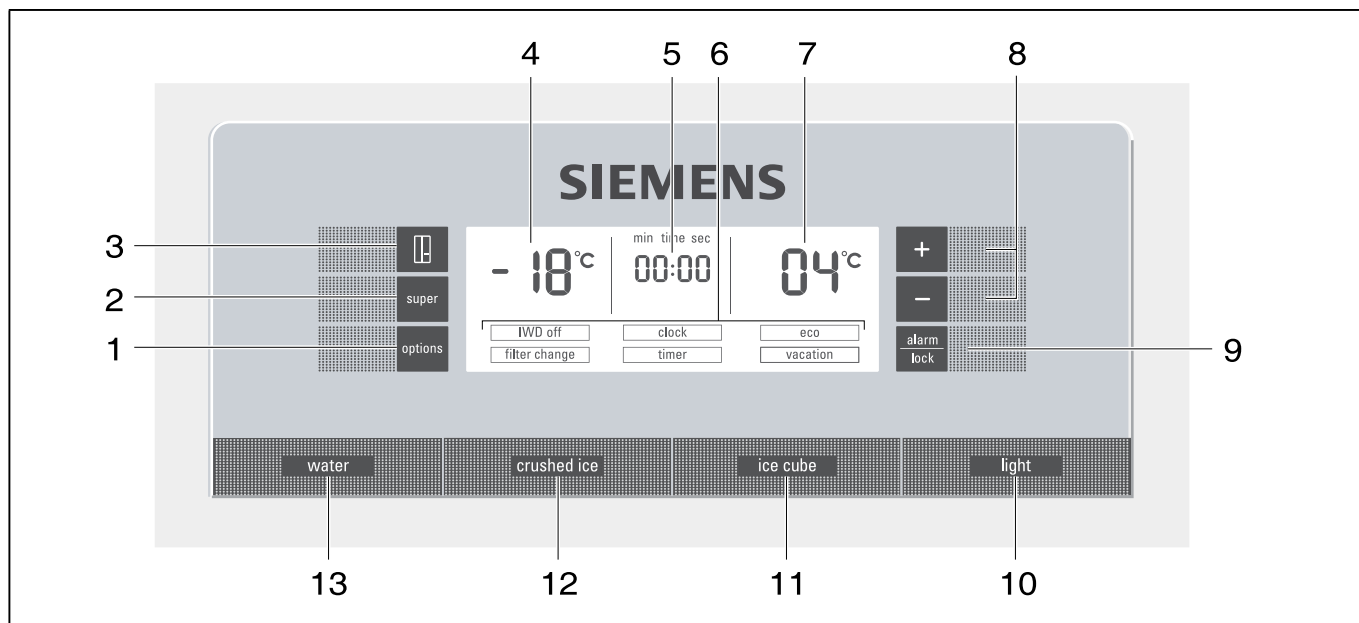 4 5 6 7 8
SIEMENS
3 - 18 °C min time sec 04 °C +
00:00
2 super −
IWD off clock eco
1 options filter change timer vacation alarm lock 9
water crushed ice ice cube light
13 12 11 10